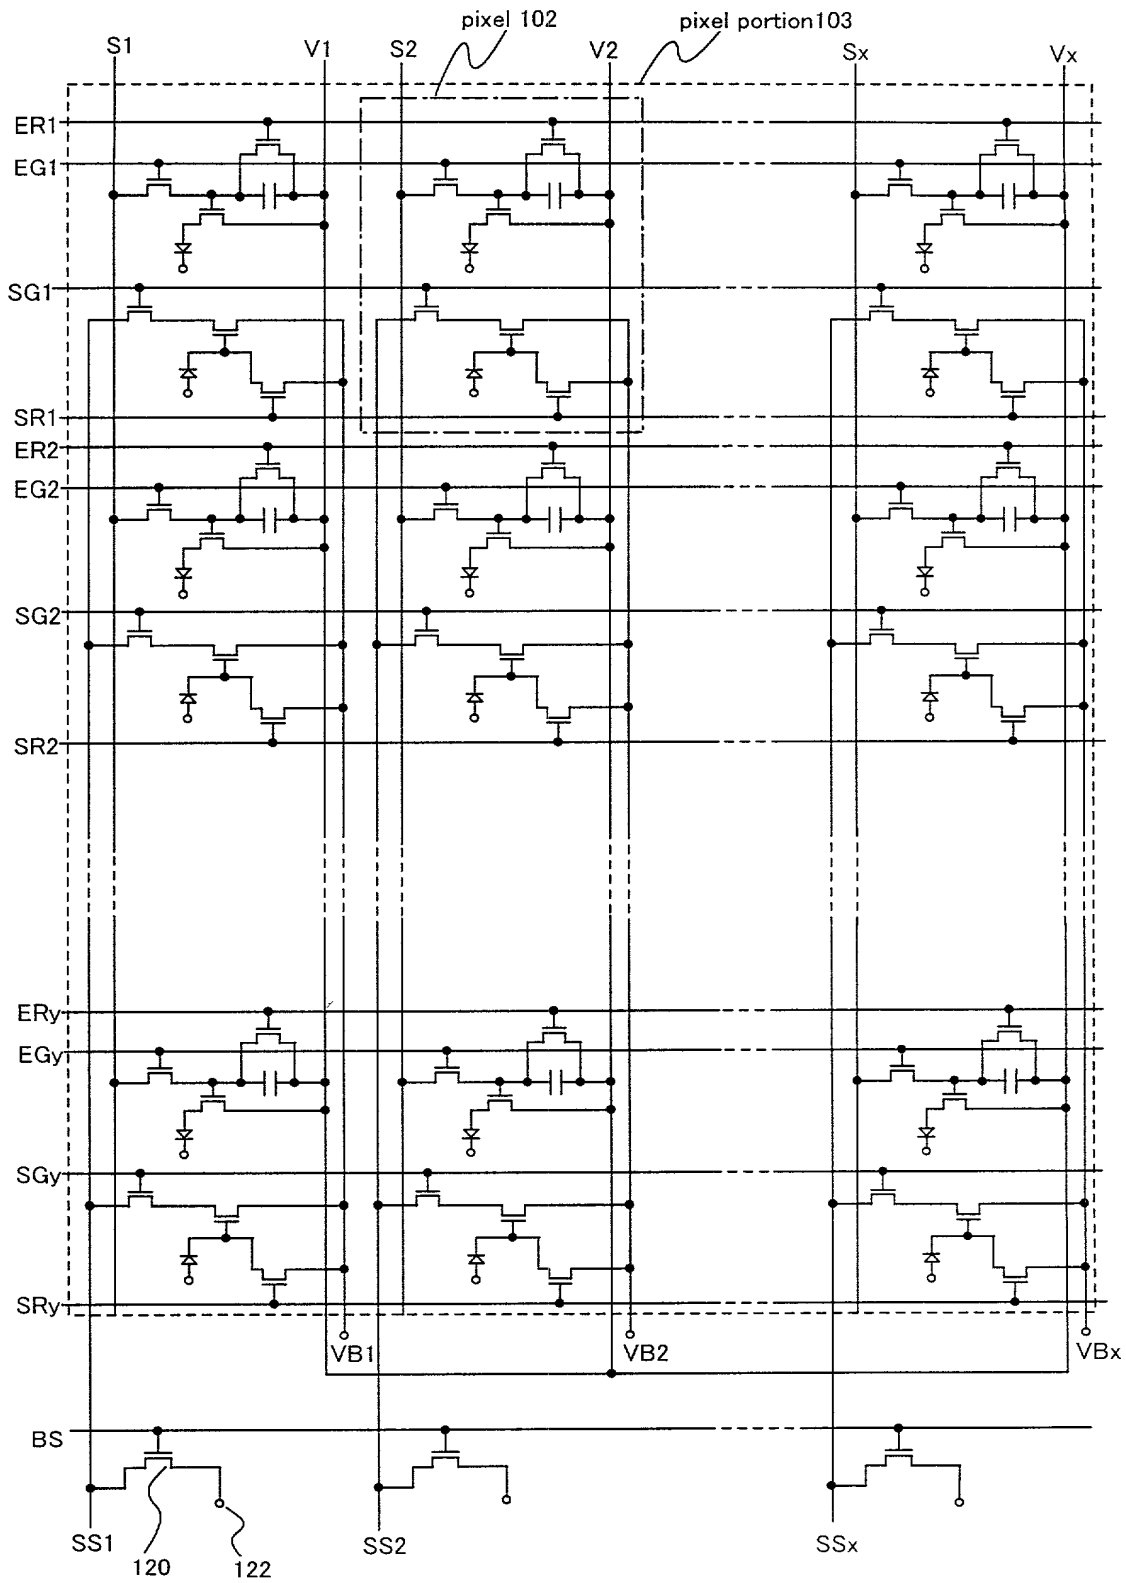 pixel 102
pixel portion103
S1
V1
S2
V2
Sx
Vx
ER1
EG1
SG1
SR1
ER2
EG2
SG2
SR2
ERy
EGy
SGy
SRy
VB1
VB2
VBx
BS
SS1
120
122
SS2
SSx